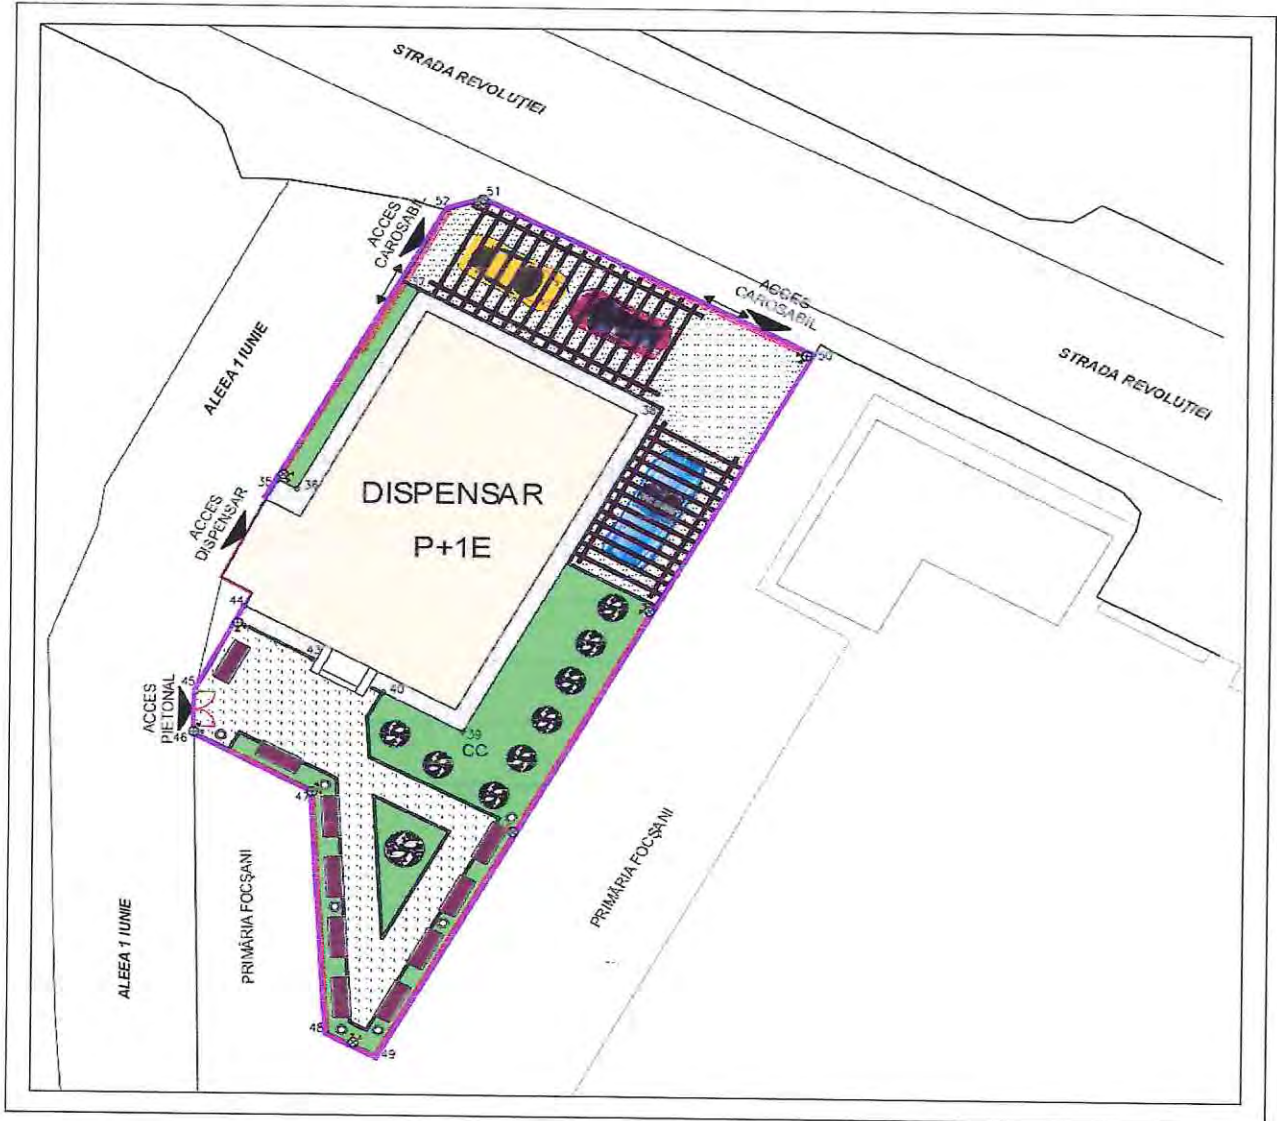 STRADA REVOLUȚIEI
51
52
ACCES
CAROSABIL
ACCES
CAROSABIL
50
STRADA REVOLUȚIEI
ALEEA 1 IUNIE
38
35
36
DISPENSAR
P+1E
ACCES
DISPENSAR
44
43
45
40
ACCES
PIETONAL
46
39
CC
47
PRIMĂRIA FOCȘANI
PRIMĂRIA FOCȘANI
ALEEA 1 IUNIE
48
49